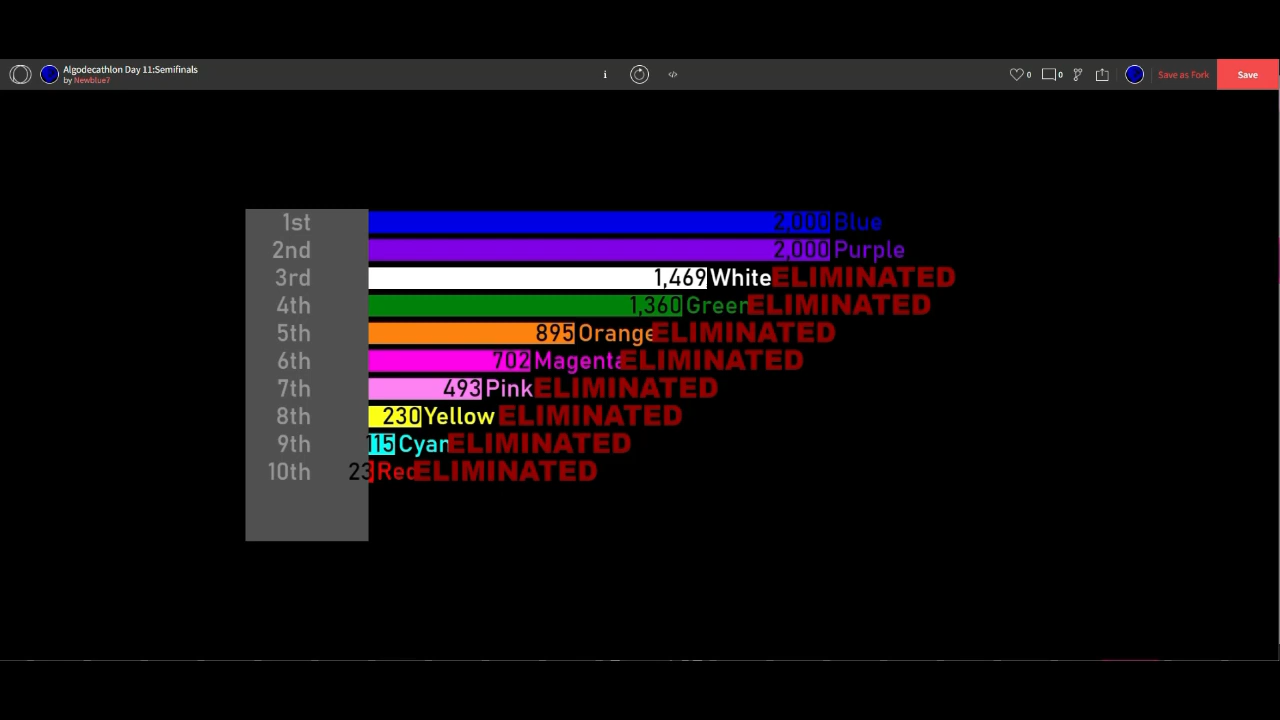 Algodecathlon Day 11:Semifinals
by Newblue7
i
</>
0
0
Save as Fork
Save
1st 2,000 Blue
2nd 2,000 Purple
3rd 1,469 White ELIMINATED
4th 1,360 Green ELIMINATED
5th 895 Orange ELIMINATED
6th 702 Magenta ELIMINATED
7th 493 Pink ELIMINATED
8th 230 Yellow ELIMINATED
9th 115 Cyan ELIMINATED
10th 23 Red ELIMINATED